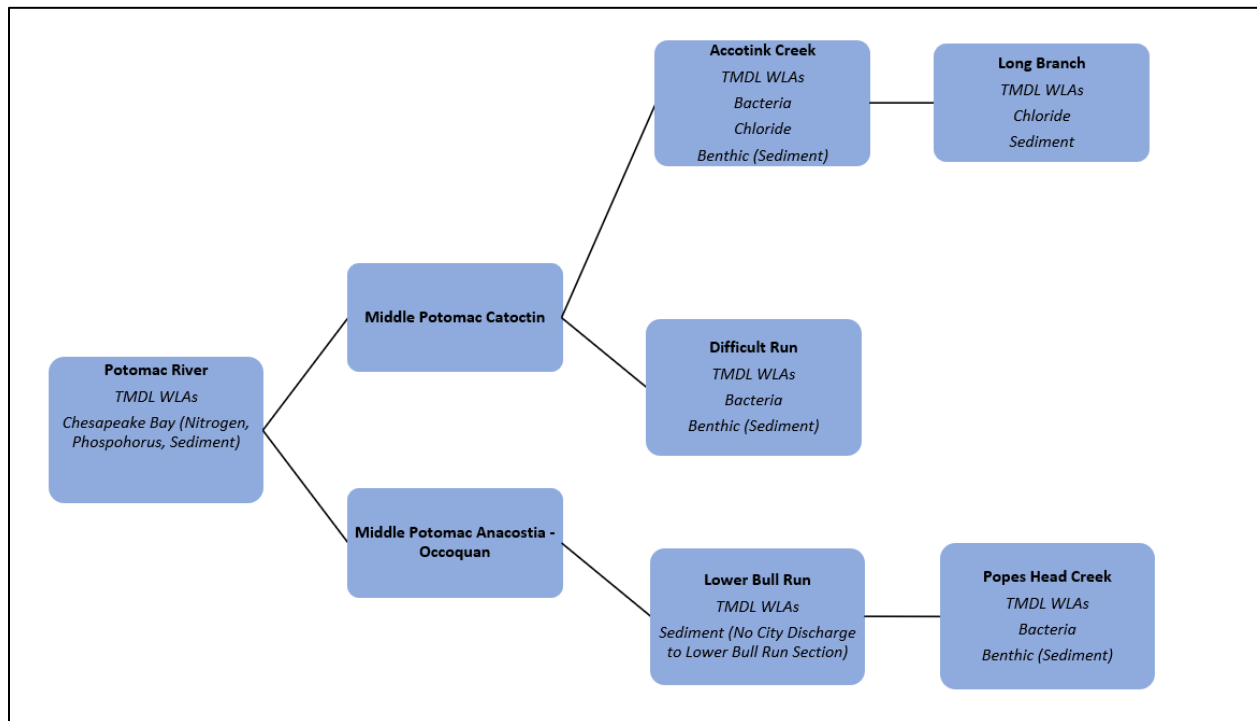 Accotink Creek
TMDL WLAs
Bacteria
Chloride
Benthic (Sediment)
Long Branch
TMDL WLAs
Chloride
Sediment
Middle Potomac Catoctin
Difficult Run
TMDL WLAs
Bacteria
Benthic (Sediment)
Potomac River
TMDL WLAs
Chesapeake Bay (Nitrogen,
Phospohorus, Sediment)
Middle Potomac Anacostia -
Occoquan
Lower Bull Run
TMDL WLAs
Sediment (No City Discharge
to Lower Bull Run Section)
Popes Head Creek
TMDL WLAs
Bacteria
Benthic (Sediment)